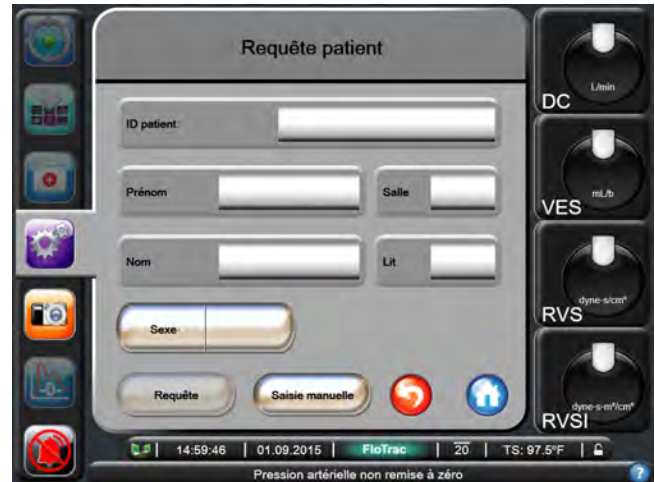 Requête patient
ID patient:
Prénom
Salle
Nom
Lit
Sexe
Requête
Saisie manuelle
L/min
DC
mL/b
VES
dyne-s/cm⁵
RVS
dyne-s-m²/cm⁵
RVSI
14:59:46 | 01.09.2015 | FloTrac | 20 | TS: 97.5°F
Pression artérielle non remise à zéro
?